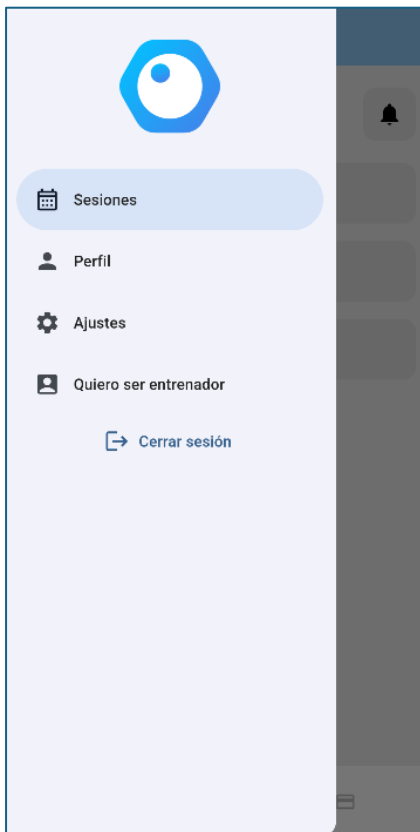 Sesiones
Perfil
Ajustes
Quiero ser entrenador
Cerrar sesión